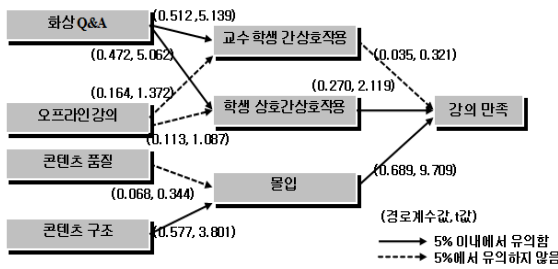 화상 Q&A
(0.512, 5.139)
교수 학생 간상호작용
(0.472, 5.062)
(0.035, 0.321)
(0.164, 1.372)
(0.270, 2.119)
오프라인 강의
학생 상호간상호작용
강의 만족
(0.113, 1.087)
콘텐츠 품질
(0.689, 9.709)
몰입
(0.068, 0.344)
(경로계수값, t값)
콘텐츠 구조
(0.577, 3.801)
5% 이내에서 유의함
5%에서 유의하지 않음